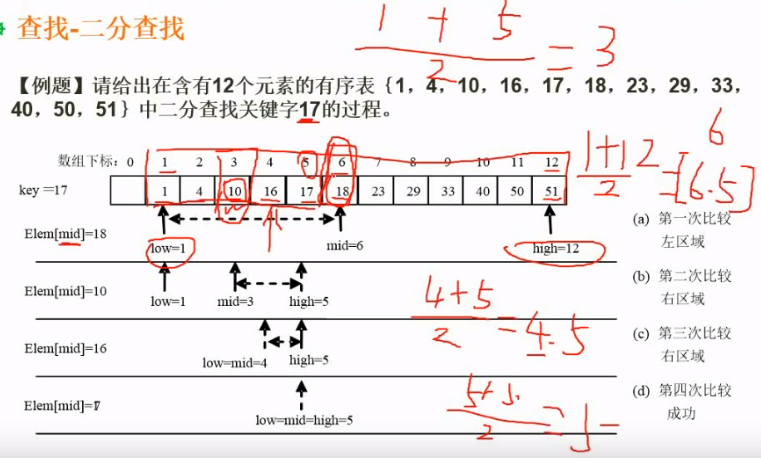 查找-二分查找
1 + 5
2
= 3
【例题】请给出在含有12个元素的有序表{1，4，10，16，17，18，23，29，33，
40，50，51}中二分查找关键字17的过程。
数组下标：0 1 2 3 4 5 6 7 8 9 10 11 12
key =17 1 4 10 16 17 18 23 29 33 40 50 51
6
1+12
2
=[6.5]
Elem[mid]=18 low=1 mid=6 high=12
(a) 第一次比较
左区域
Elem[mid]=10 low=1 mid=3 high=5
(b) 第二次比较
右区域
4+5
2
=4.5
Elem[mid]=16 low=mid=4 high=5
(c) 第三次比较
右区域
Elem[mid]=17 low=mid=high=5
(d) 第四次比较
成功
5+5
2
=5